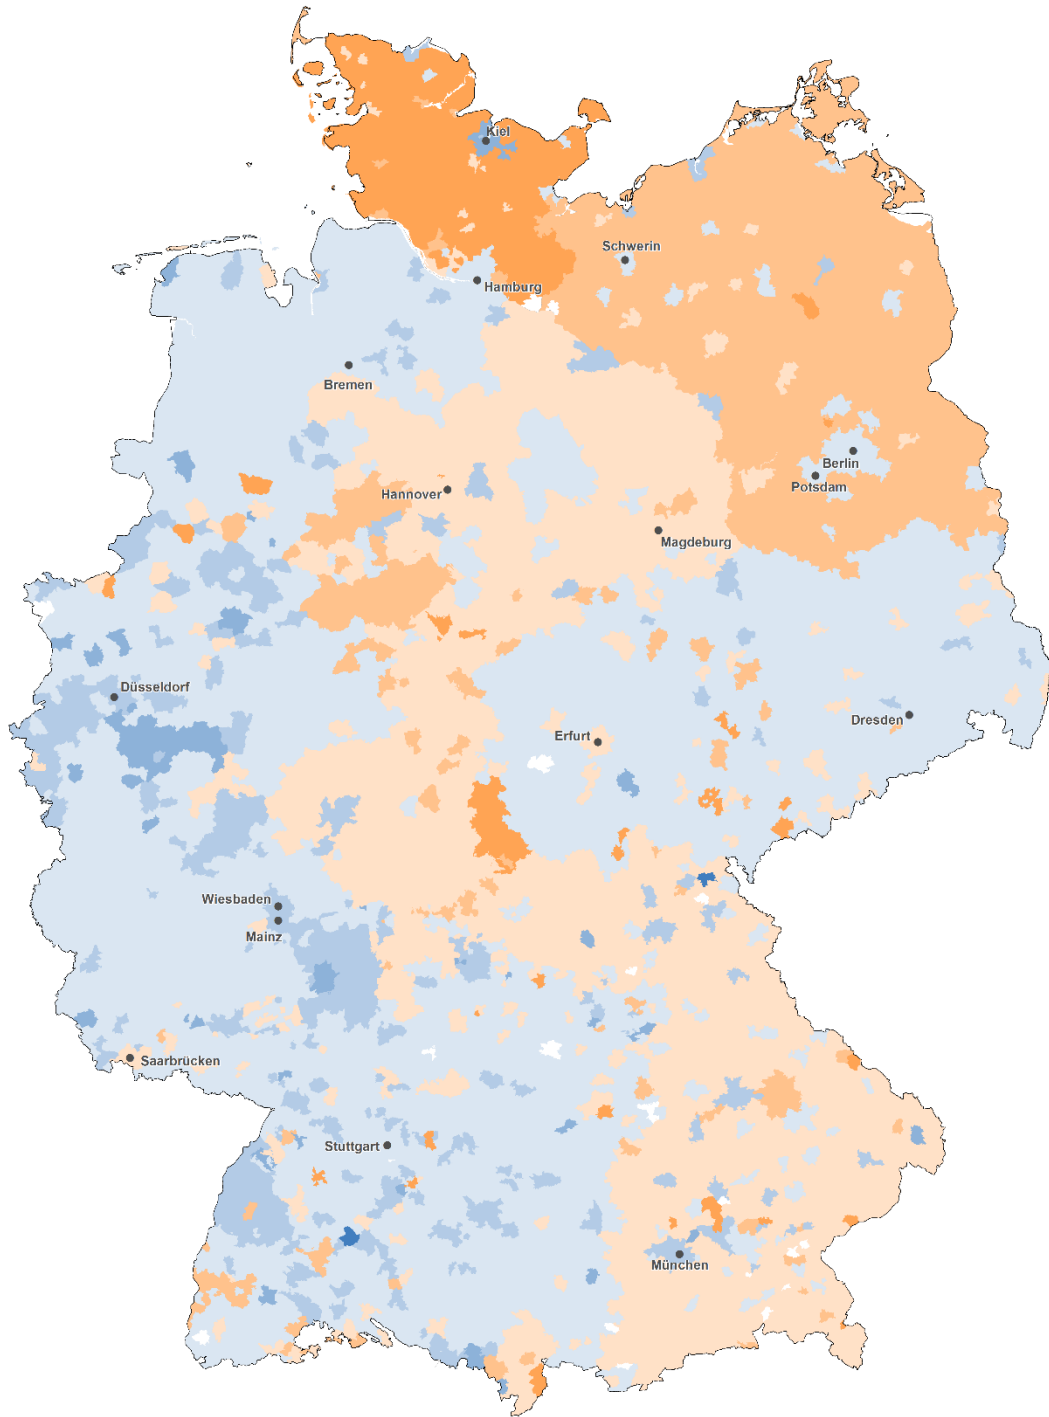 Kiel
Schwerin
Hamburg
Bremen
Berlin
Potsdam
Hannover
Magdeburg
Düsseldorf
Dresden
Erfurt
Wiesbaden
Mainz
Saarbrücken
Stuttgart
München